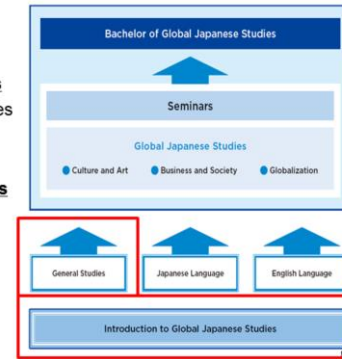 Bachelor of Global Japanese Studies
Seminars
Global Japanese Studies
Culture and Art
Business and Society
Globalization
General Studies
Japanese Language
English Language
Introduction to Global Japanese Studies